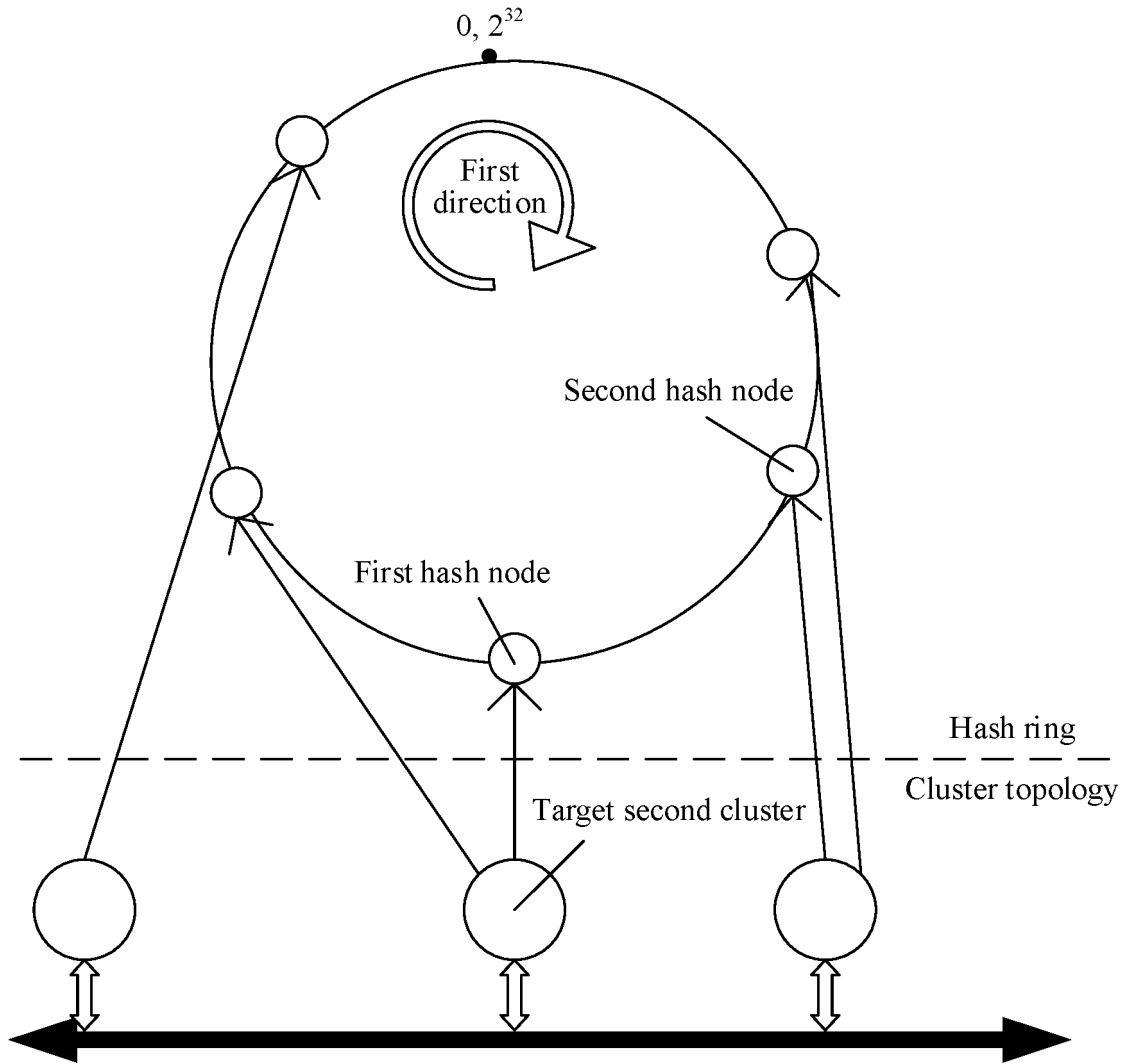 0, 2³²
First
direction
Second hash node
First hash node
Hash ring
Cluster topology
Target second cluster